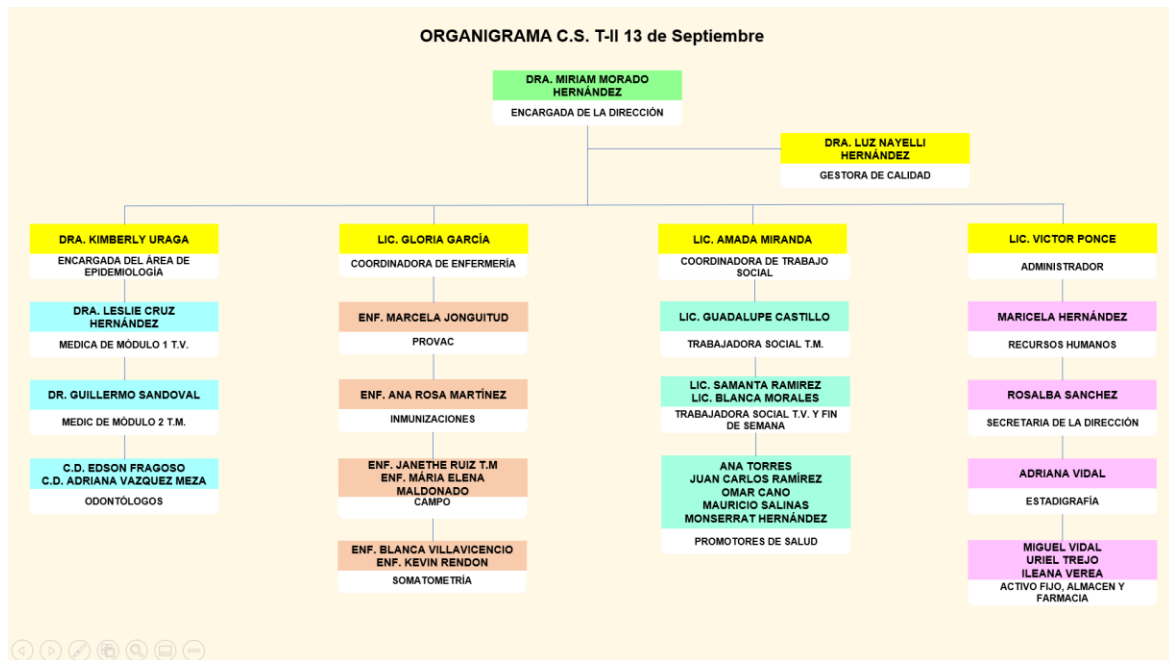 ORGANIGRAMA C.S. T-II 13 de Septiembre
DRA. MIRIAM MORADO
HERNÁNDEZ
ENCARGADA DE LA DIRECCIÓN
DRA. LUZ NAYELLI
HERNÁNDEZ
GESTORA DE CALIDAD
DRA. KIMBERLY URAGA
ENCARGADA DEL ÁREA DE
EPIDEMIOLOGÍA
DRA. LESLIE CRUZ
HERNÁNDEZ
MEDICA DE MÓDULO 1 T.V.
DR. GUILLERMO SANDOVAL
MEDIC DE MÓDULO 2 T.M.
C.D. EDSON FRAGOSO
C.D. ADRIANA VAZQUEZ MEZA
ODONTÓLOGOS
LIC. GLORIA GARCÍA
COORDINADORA DE ENFERMERÍA
ENF. MARCELA JONGUITUD
PROVAC
ENF. ANA ROSA MARTÍNEZ
INMUNIZACIONES
ENF. JANETHE RUIZ T.M
ENF. MÁRIA ELENA
MALDONADO
CAMPO
ENF. BLANCA VILLAVICENCIO
ENF. KEVIN RENDON
SOMATOMETRÍA
LIC. AMADA MIRANDA
COORDINADORA DE TRABAJO
SOCIAL
LIC. GUADALUPE CASTILLO
TRABAJADORA SOCIAL T.M.
LIC. SAMANTA RAMIREZ
LIC. BLANCA MORALES
TRABAJADORA SOCIAL T.V. Y FIN
DE SEMANA
ANA TORRES
JUAN CARLOS RAMÍREZ
OMAR CANO
MAURICIO SALINAS
MONSERRAT HERNÁNDEZ
PROMOTORES DE SALUD
LIC. VICTOR PONCE
ADMINISTRADOR
MARICELA HERNÁNDEZ
RECURSOS HUMANOS
ROSALBA SANCHEZ
SECRETARIA DE LA DIRECCIÓN
ADRIANA VIDAL
ESTADIGRAFÍA
MIGUEL VIDAL
URIEL TREJO
ILEANA VEREA
ACTIVO FIJO, ALMACEN Y
FARMACIA